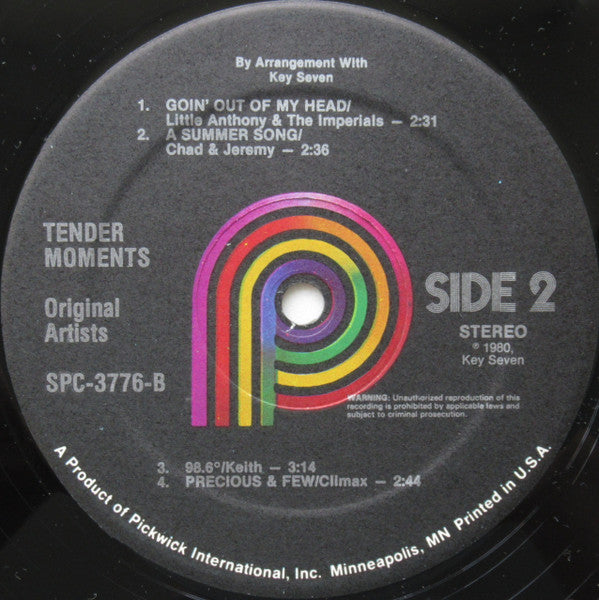 By Arrangement With
Key Seven
1. GOIN' OUT OF MY HEAD/
Little Anthony & The Imperials — 2:31
2. A SUMMER SONG/
Chad & Jeremy — 2:36
TENDER
MOMENTS
Original
Artists
SPC-3776-B
SIDE 2
STEREO
℗ 1980,
Key Seven
WARNING: Unauthorized reproduction of this
recording is prohibited by applicable laws and
subject to criminal prosecution.
3. 98.6°/Keith — 3:14
4. PRECIOUS & FEW/Climax — 2:44
A Product of Pickwick International, Inc. Minneapolis, MN Printed in U.S.A.